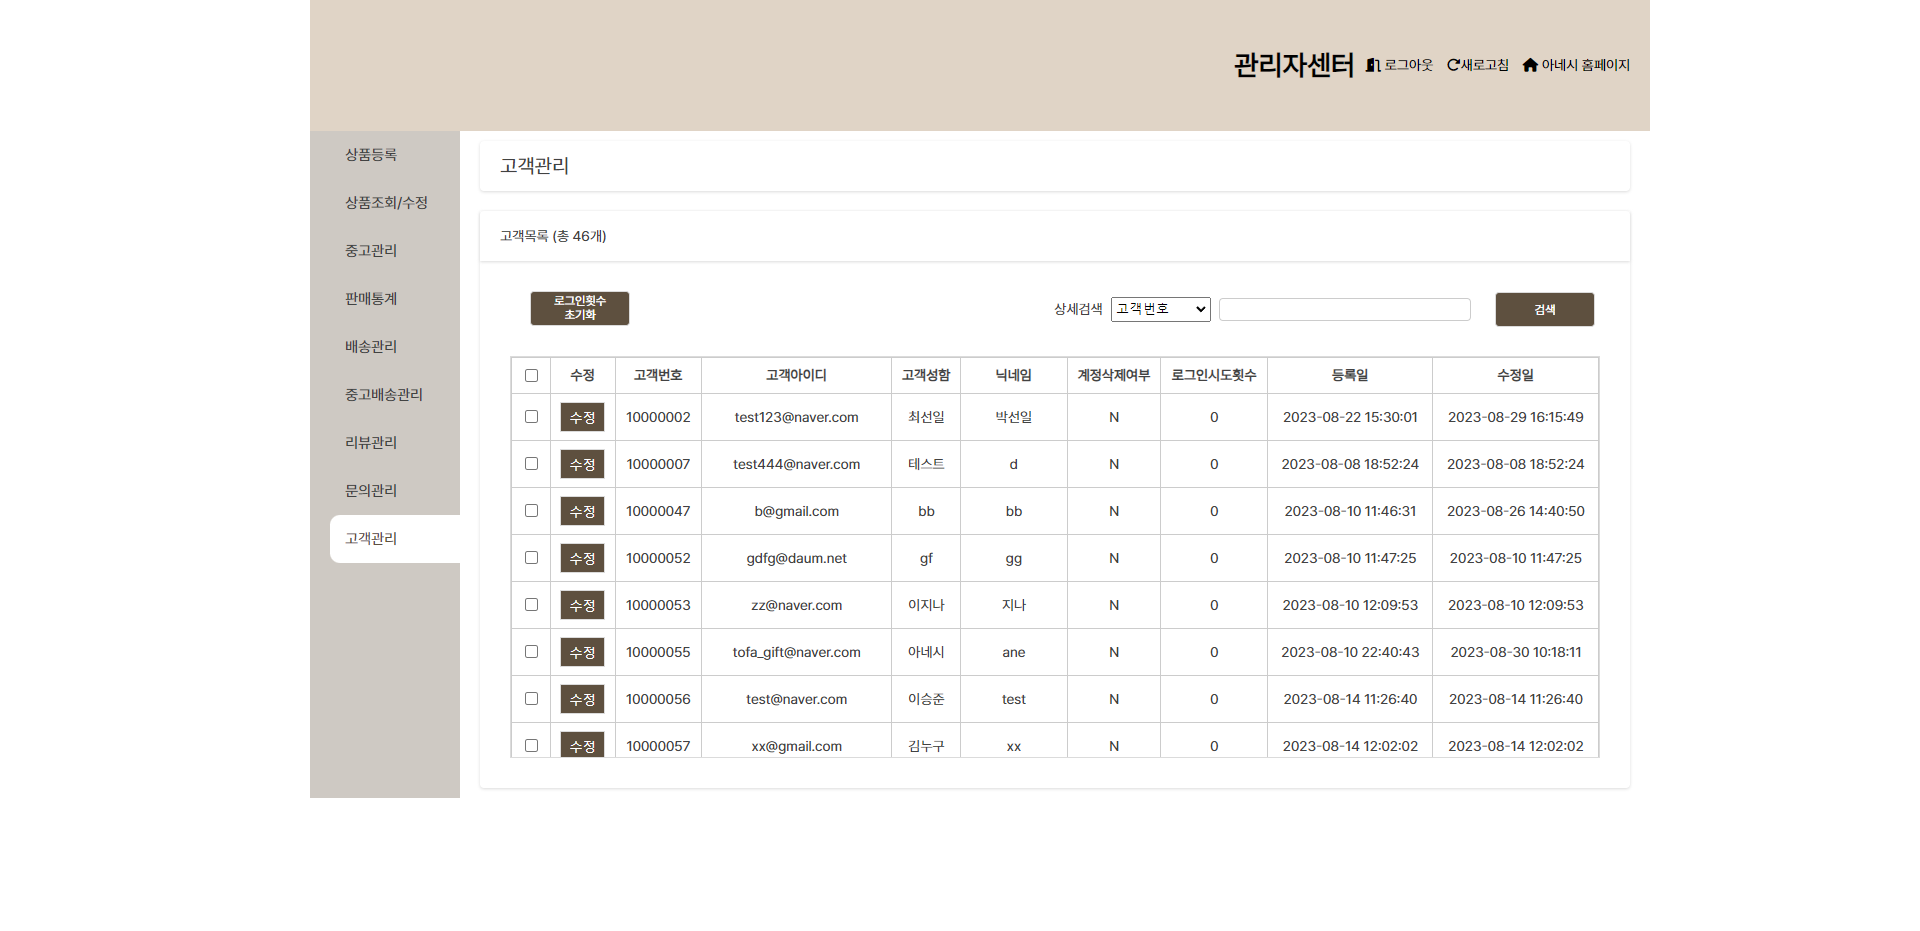 관리자센터 로그아웃 새로고침 아네시 홈페이지
상품등록
상품조회/수정
중고관리
판매통계
배송관리
중고배송관리
리뷰관리
문의관리
고객관리
고객관리
고객목록 (총 46개)
로그인횟수
초기화
상세검색 고객번호 검색
수정 고객번호 고객아이디 고객성함 닉네임 계정삭제여부 로그인시도횟수 등록일 수정일
수정 10000002 test123@naver.com 최선일 박선일 N 0 2023-08-22 15:30:01 2023-08-29 16:15:49
수정 10000007 test444@naver.com 테스트 d N 0 2023-08-08 18:52:24 2023-08-08 18:52:24
수정 10000047 b@gmail.com bb bb N 0 2023-08-10 11:46:31 2023-08-26 14:40:50
수정 10000052 gdfg@daum.net gf gg N 0 2023-08-10 11:47:25 2023-08-10 11:47:25
수정 10000053 zz@naver.com 이지나 지나 N 0 2023-08-10 12:09:53 2023-08-10 12:09:53
수정 10000055 tofa_gift@naver.com 아네시 ane N 0 2023-08-10 22:40:43 2023-08-30 10:18:11
수정 10000056 test@naver.com 이승준 test N 0 2023-08-14 11:26:40 2023-08-14 11:26:40
수정 10000057 xx@gmail.com 김누구 xx N 0 2023-08-14 12:02:02 2023-08-14 12:02:02